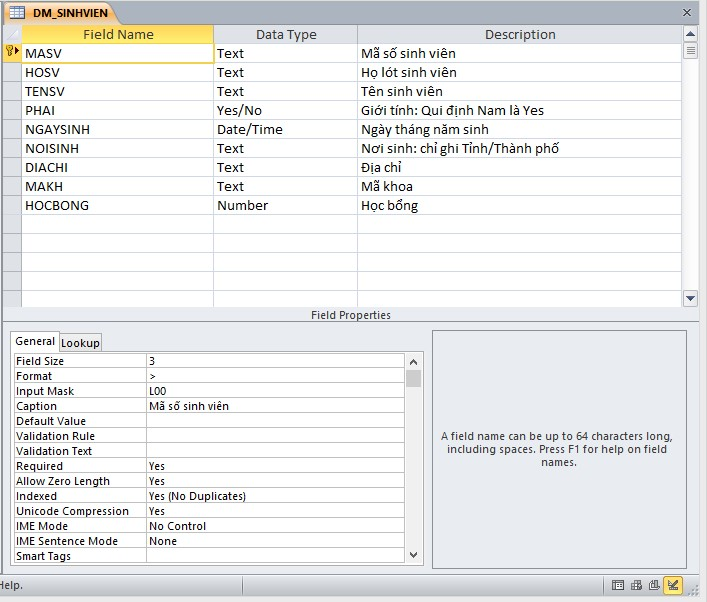 DM_SINHVIEN
Field Name Data Type Description
MASV Text Mã số sinh viên
HOSV Text Họ lót sinh viên
TENSV Text Tên sinh viên
PHAI Yes/No Giới tính: Qui định Nam là Yes
NGAYSINH Date/Time Ngày tháng năm sinh
NOISINH Text Nơi sinh: chỉ ghi Tỉnh/Thành phố
DIACHI Text Địa chỉ
MAKH Text Mã khoa
HOCBONG Number Học bổng
Field Properties
General Lookup
Field Size 3
Format >
Input Mask L00
Caption Mã số sinh viên
Default Value
Validation Rule
Validation Text
Required Yes
Allow Zero Length Yes
Indexed Yes (No Duplicates)
Unicode Compression Yes
IME Mode No Control
IME Sentence Mode None
Smart Tags
A field name can be up to 64 characters long,
including spaces. Press F1 for help on field
names.
Help.